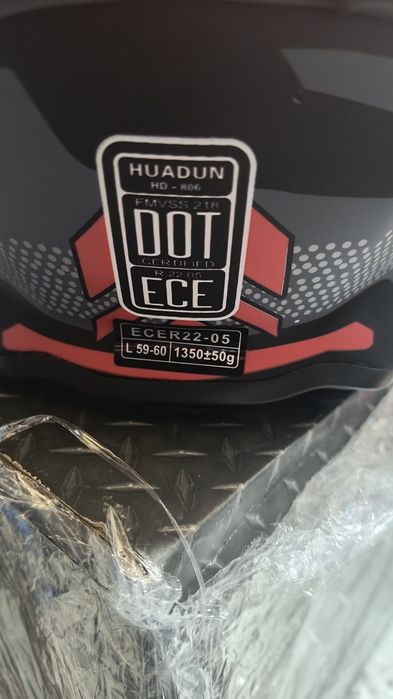 HUADUN
HD - 806
FMVSS 218
DOT
CERTIFIED
R 22 05
ECE
ECER22-05
L 59-60 1350±50g